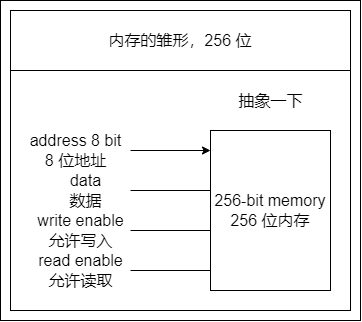 内存的雏形，256 位
抽象一下
address 8 bit
8 位地址
data
数据
write enable
允许写入
read enable
允许读取
256-bit memory
256 位内存